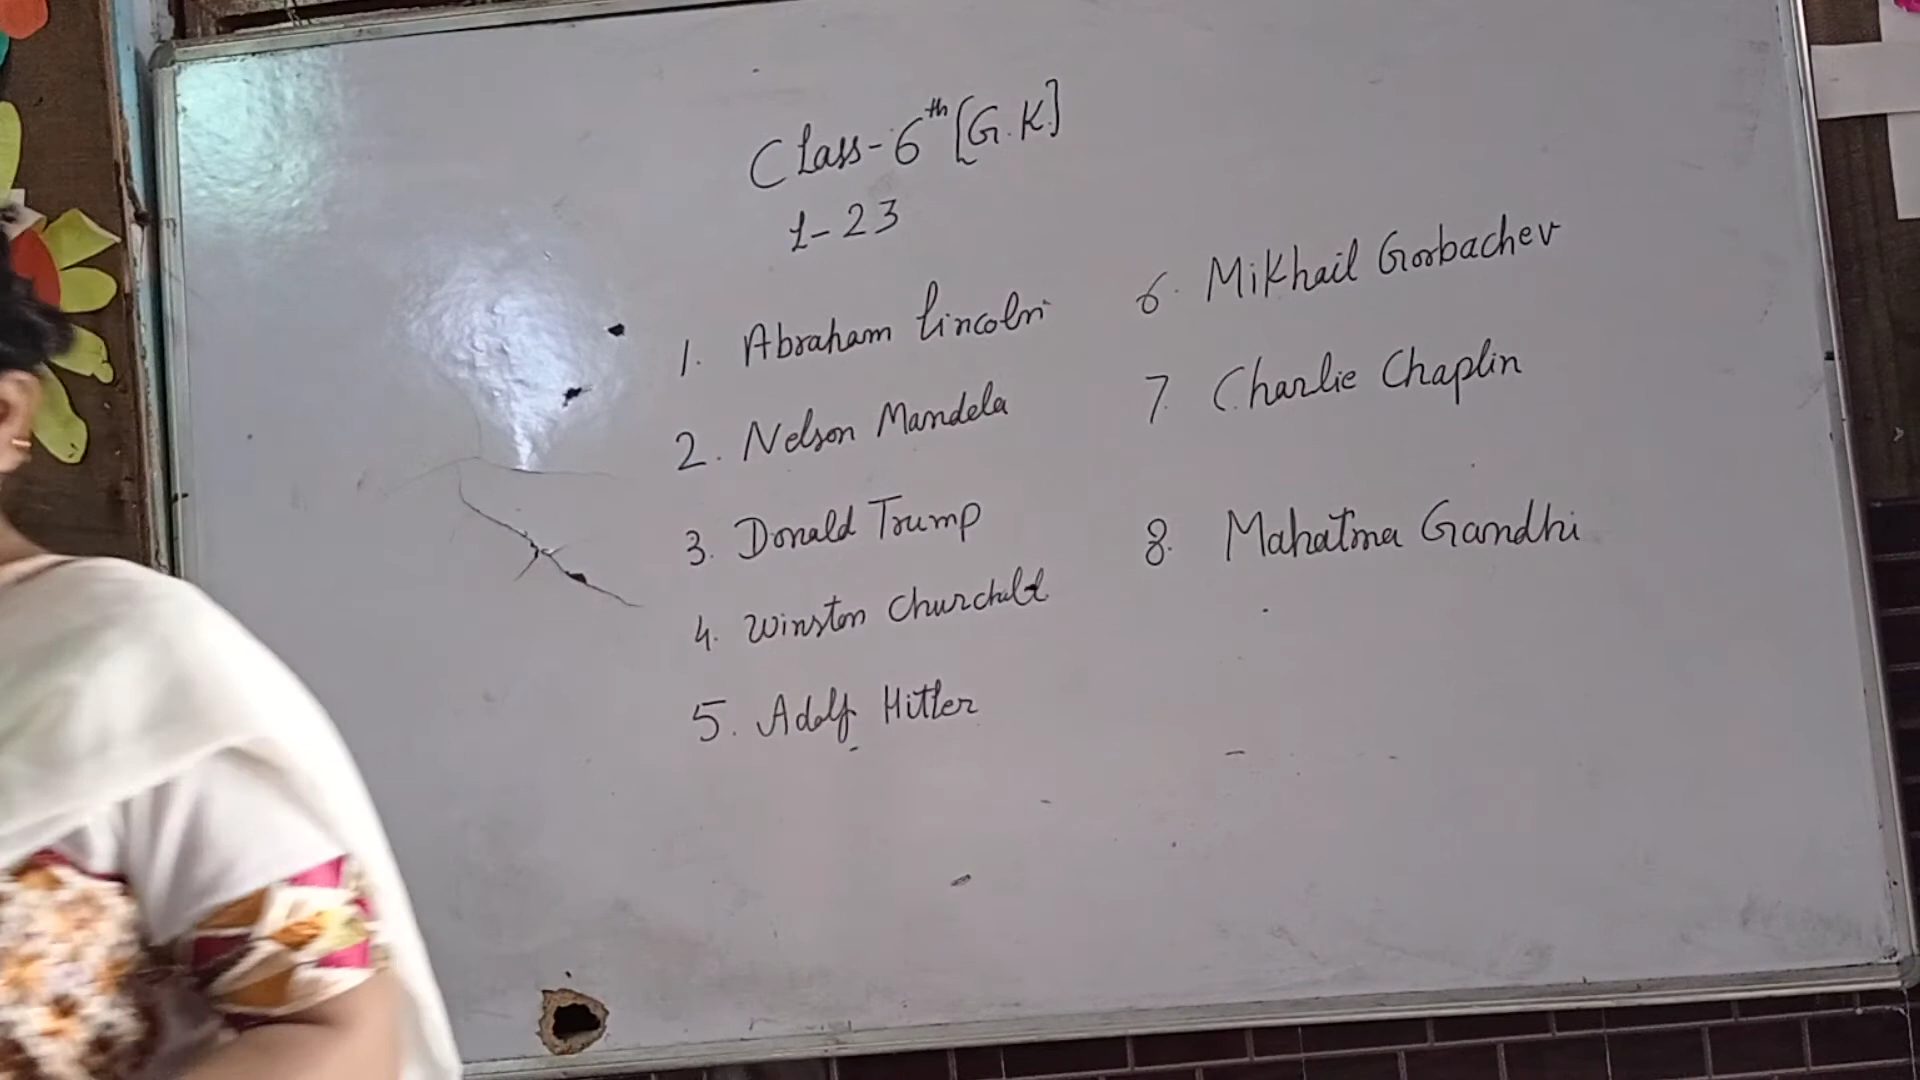 Class-6th [G.K]
L-23
1. Abraham Lincoln
2. Nelson Mandela
3. Donald Trump
4. Winston Churchill
5. Adolf Hitler
6. Mikhail Gorbachev
7. Charlie Chaplin
8. Mahatma Gandhi